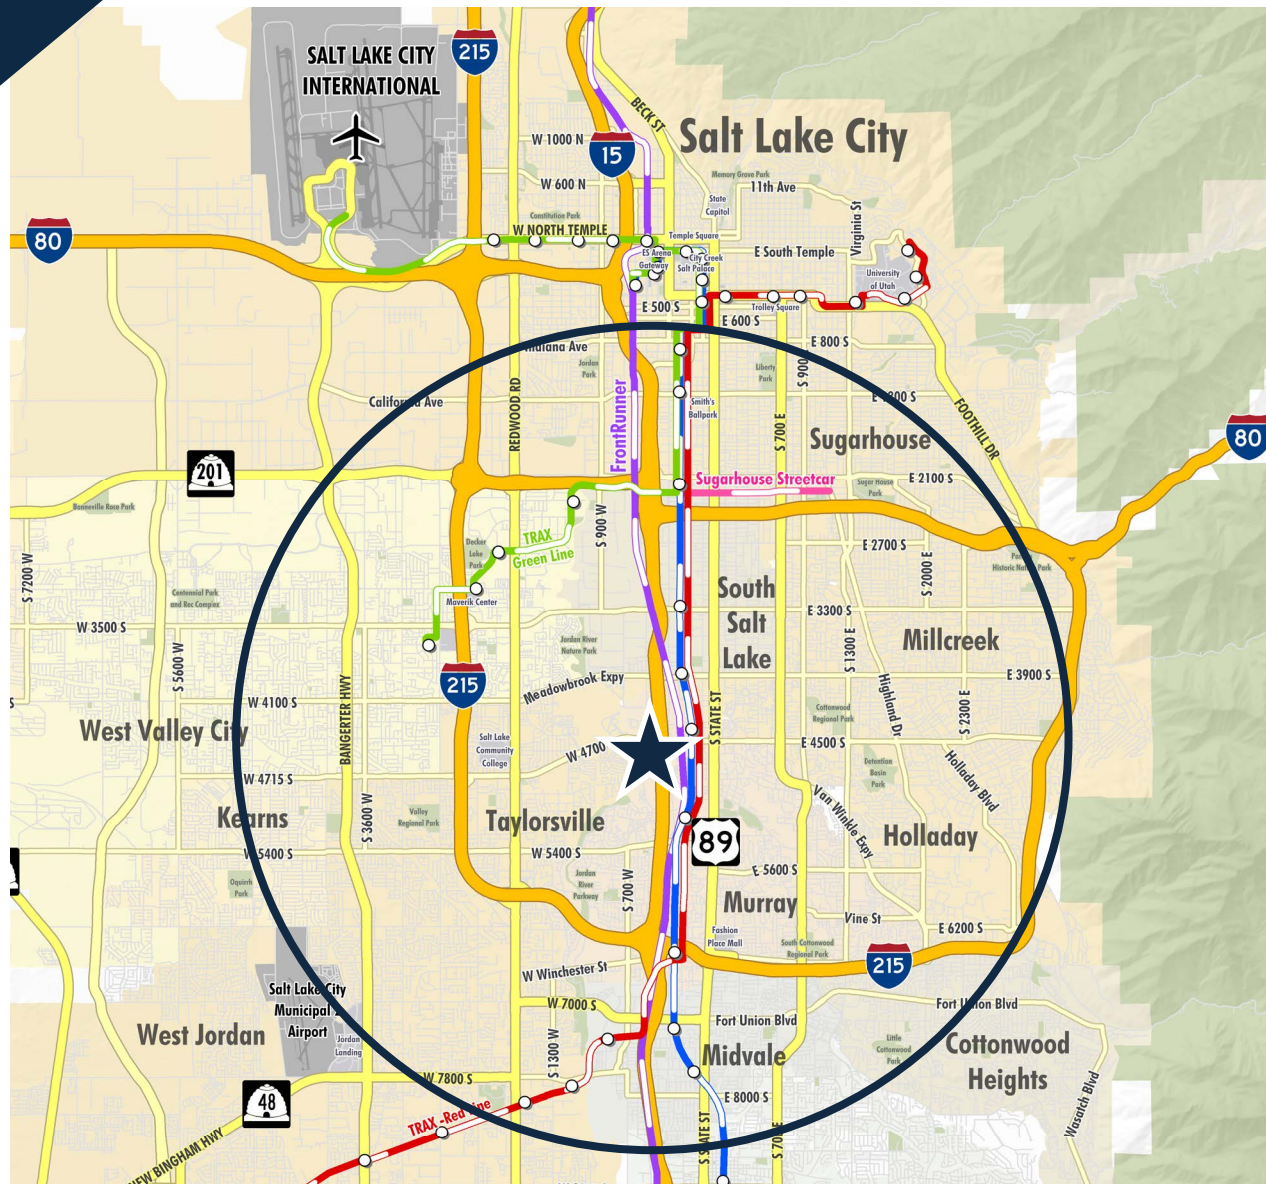 SALT LAKE CITY
INTERNATIONAL
215
15
BECK ST
Salt Lake City
W 1000 N
W 600 N
Memory Grove Park
11th Ave
State
Capitol
Virginia St
Constitution Park
W NORTH TEMPLE
Temple Square
80
ES Arena
Gateway
City Creek
Salt Palace
E South Temple
University
of Utah
E 500 S
Trolley Square
E 600 S
Indiana Ave
E 800 S
Jordan
Park
Liberty
Park
S 900
California Ave
REDWOOD RD
FrontRunner
Smith's
Ballpark
S 700 E
FOOTHILL DR
Sugarhouse
80
201
Sugarhouse Streetcar
Sugar House
Park
E 2100 S
Bonneville Race Park
S 7200 W
Decker
Lake
Park
TRAX
Green Line
S 900 W
E 2700 S
S 2000 E
Historic Nature Park
Centennial Park
and Rec Complex
Maverik Center
South
Salt
Lake
E 3300 S
W 3500 S
S 5600 W
Jordan River
Nature Park
S 1300 E
Millcreek
215
Meadowbrook Expy
E 3900 S
W 4100 S
BANGERTER HWY
S STATE ST
Cottonwood
Regional Park
Highland Dr
S 2300 E
West Valley City
Salt Lake
Community
College
W 4700
E 4500 S
Detention
Basin
Park
Holladay Blvd
W 4715 S
Kearns
S 3600 W
Valley
Regional Park
Taylorsville
Van Winkle Expy
Holladay
89
W 5400 S
W 5400 S
E 5600 S
Oquirrh
Park
Jordan
River
Parkway
S 700 W
Murray
Vine St
E 6200 S
Fashion
Place Mall
South Cottonwood
Regional Park
215
W Winchester St
Salt Lake City
Municipal 2
Airport
W 7000 S
Fort Union Blvd
Fort Union Blvd
West Jordan
Jordan
Landing
S 1300 W
Midvale
Little
Cottonwood
Park
Cottonwood
Heights
W 7800 S
E 8000 S
48
TRAX - Red Line
Wasatch Blvd
NEW BINGHAM HWY
S STATE ST
S 700 E